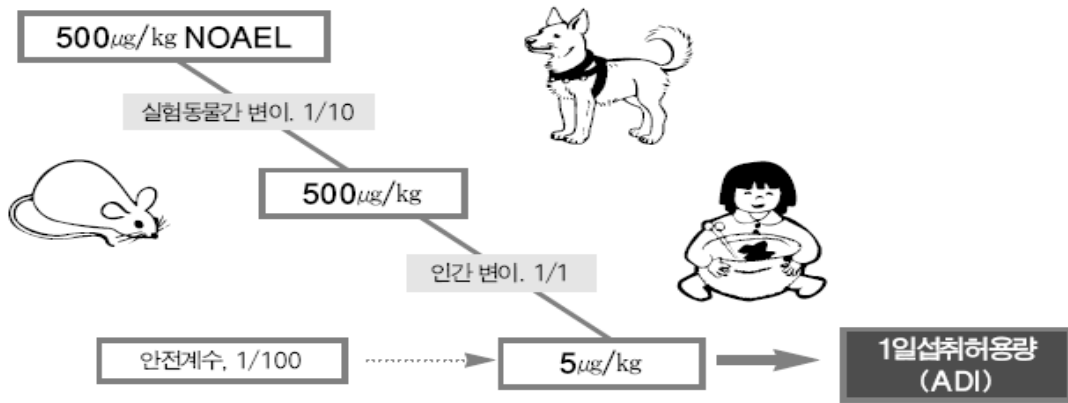 500μg/kg NOAEL
실험동물간 변이. 1/10
500μg/kg
인간 변이. 1/1
안전계수, 1/100
5μg/kg
1일섭취허용량
(ADI)